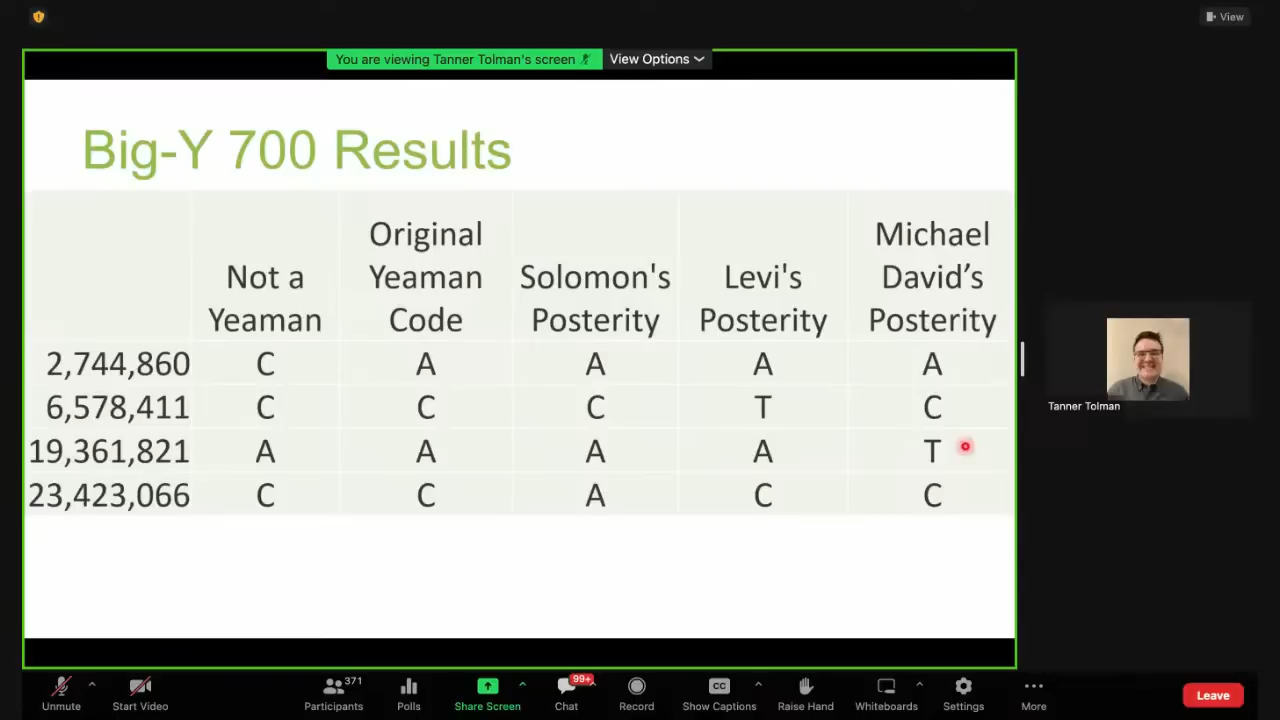 View
You are viewing Tanner Tolman's screen
View Options
Big-Y 700 Results
Not a Yeaman
Original Yeaman Code
Solomon's Posterity
Levi's Posterity
Michael David’s Posterity
2,744,860 C A A A A
6,578,411 C C C T C
19,361,821 A A A A T
23,423,066 C C A C C
Tanner Tolman
371
99+
CC
Unmute Start Video Participants Polls Share Screen Chat Record Show Captions Raise Hand Whiteboards Settings More Leave